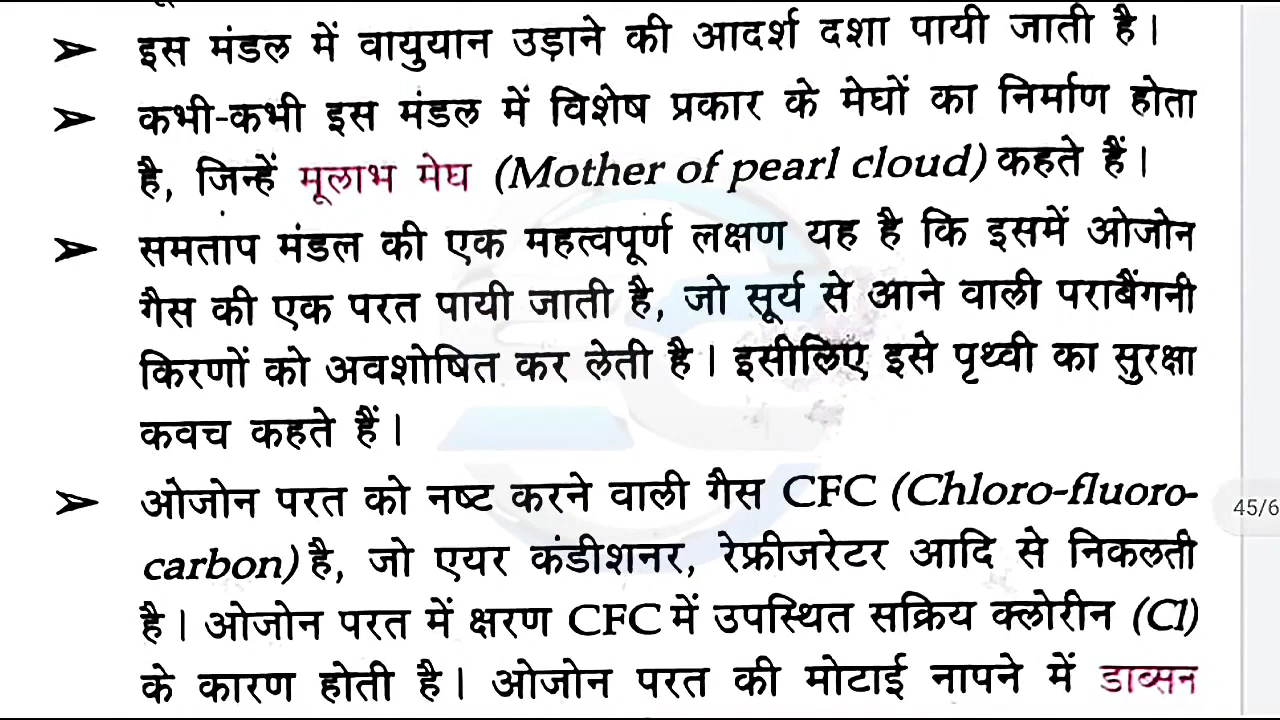 ➢ इस मंडल में वायुयान उड़ाने की आदर्श दशा पायी जाती है।
➢ कभी-कभी इस मंडल में विशेष प्रकार के मेघों का निर्माण होता
है, जिन्हें मूलाभ मेघ (Mother of pearl cloud) कहते हैं।
➢ समताप मंडल की एक महत्वपूर्ण लक्षण यह है कि इसमें ओजोन
गैस की एक परत पायी जाती है, जो सूर्य से आने वाली पराबैंगनी
किरणों को अवशोषित कर लेती है। इसीलिए इसे पृथ्वी का सुरक्षा
कवच कहते हैं।
➢ ओजोन परत को नष्ट करने वाली गैस CFC (Chloro-fluoro-
carbon) है, जो एयर कंडीशनर, रेफ्रीजरेटर आदि से निकलती
है। ओजोन परत में क्षरण CFC में उपस्थित सक्रिय क्लोरीन (Cl)
के कारण होती है। ओजोन परत की मोटाई नापने में डाब्सन
45/6